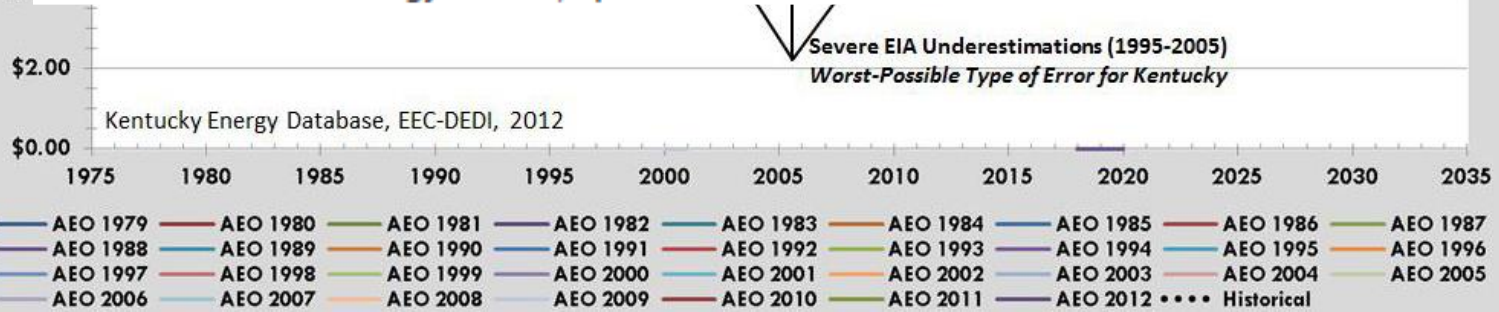 Severe EIA Underestimations (1995-2005)
$2.00
Worst-Possible Type of Error for Kentucky
Kentucky Energy Database, EEC-DEDI, 2012
$0.00
1975 1980 1985 1990 1995 2000 2005 2010 2015 2020 2025 2030 2035
AEO 1979 AEO 1980 AEO 1981 AEO 1982 AEO 1983 AEO 1984 AEO 1985 AEO 1986 AEO 1987
AEO 1988 AEO 1989 AEO 1990 AEO 1991 AEO 1992 AEO 1993 AEO 1994 AEO 1995 AEO 1996
AEO 1997 AEO 1998 AEO 1999 AEO 2000 AEO 2001 AEO 2002 AEO 2003 AEO 2004 AEO 2005
AEO 2006 AEO 2007 AEO 2008 AEO 2009 AEO 2010 AEO 2011 AEO 2012 Historical